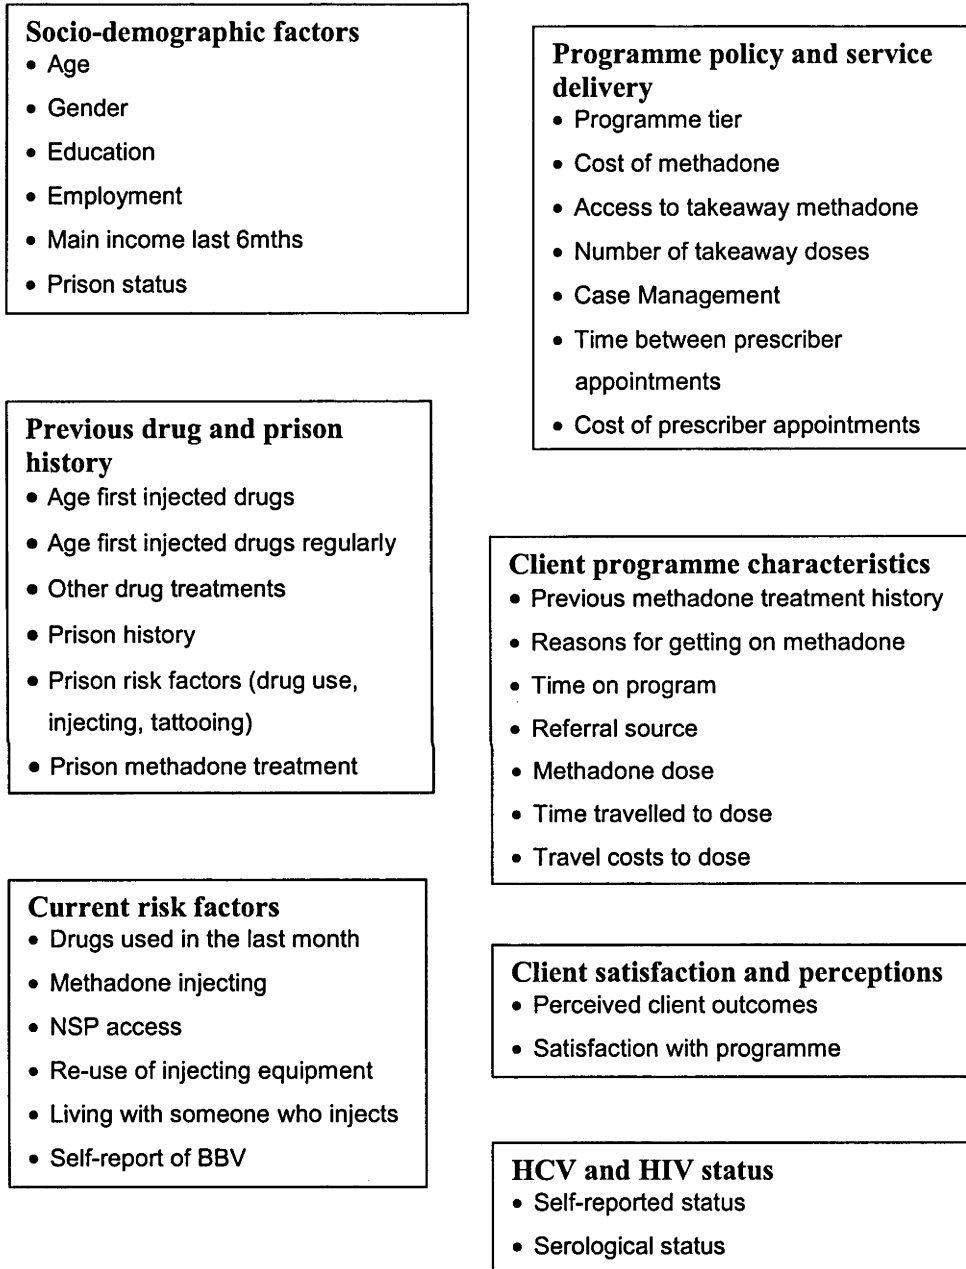 Socio-demographic factors
• Age
• Gender
• Education
• Employment
• Main income last 6mths
• Prison status
Previous drug and prison
history
• Age first injected drugs
• Age first injected drugs regularly
• Other drug treatments
• Prison history
• Prison risk factors (drug use,
injecting, tattooing)
• Prison methadone treatment
Current risk factors
• Drugs used in the last month
• Methadone injecting
• NSP access
• Re-use of injecting equipment
• Living with someone who injects
• Self-report of BBV
Programme policy and service
delivery
• Programme tier
• Cost of methadone
• Access to takeaway methadone
• Number of takeaway doses
• Case Management
• Time between prescriber
appointments
• Cost of prescriber appointments
Client programme characteristics
• Previous methadone treatment history
• Reasons for getting on methadone
• Time on program
• Referral source
• Methadone dose
• Time travelled to dose
• Travel costs to dose
Client satisfaction and perceptions
• Perceived client outcomes
• Satisfaction with programme
HCV and HIV status
• Self-reported status
• Serological status